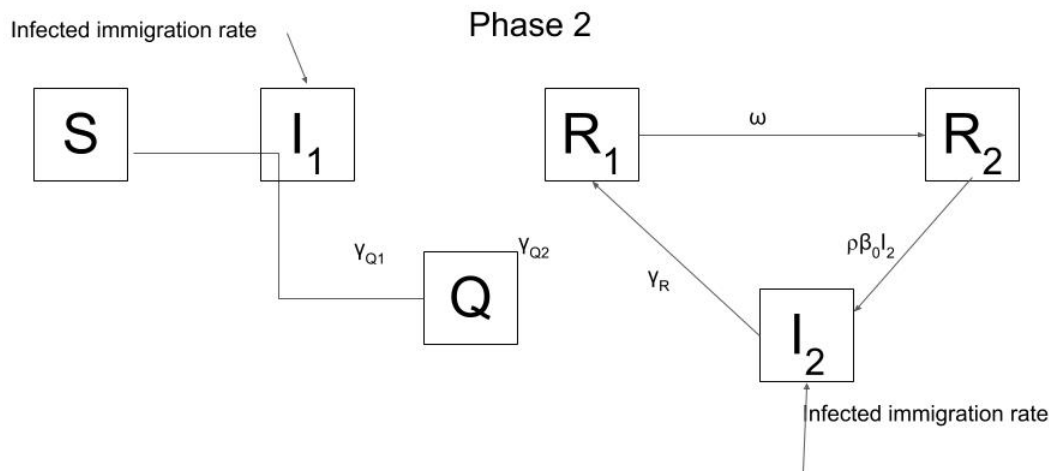 Phase 2
Infected immigration rate
S
I₁
R₁
ω
R₂
γQ1
Q
γQ2
γR
ρβ₀I₂
I₂
Infected immigration rate